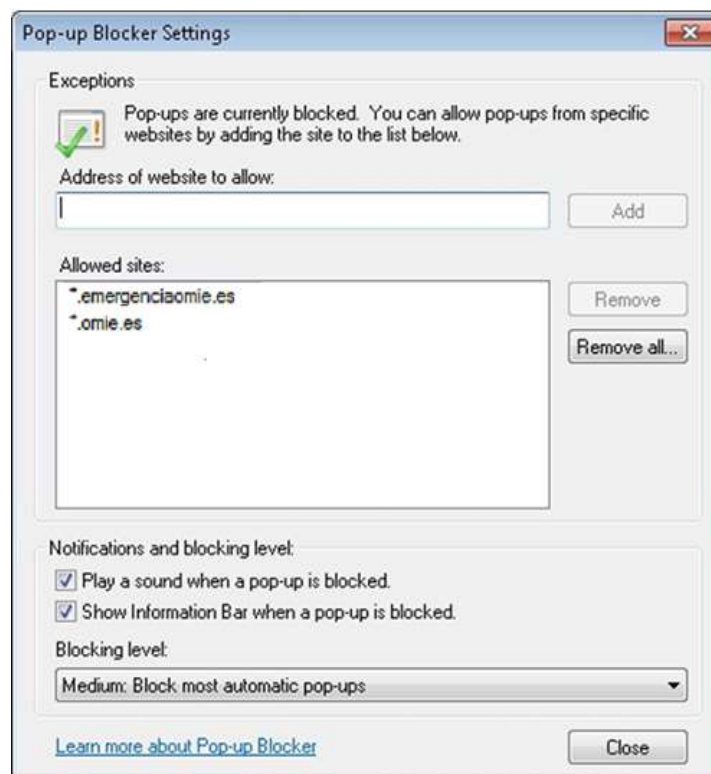 Pop-up Blocker Settings
Exceptions
Pop-ups are currently blocked. You can allow pop-ups from specific
websites by adding the site to the list below.
Address of website to allow:
Add
Allowed sites:
*.emergenciaomie.es
*.omie.es
Remove
Remove all...
Notifications and blocking level:
Play a sound when a pop-up is blocked.
Show Information Bar when a pop-up is blocked.
Blocking level:
Medium: Block most automatic pop-ups
Learn more about Pop-up Blocker
Close